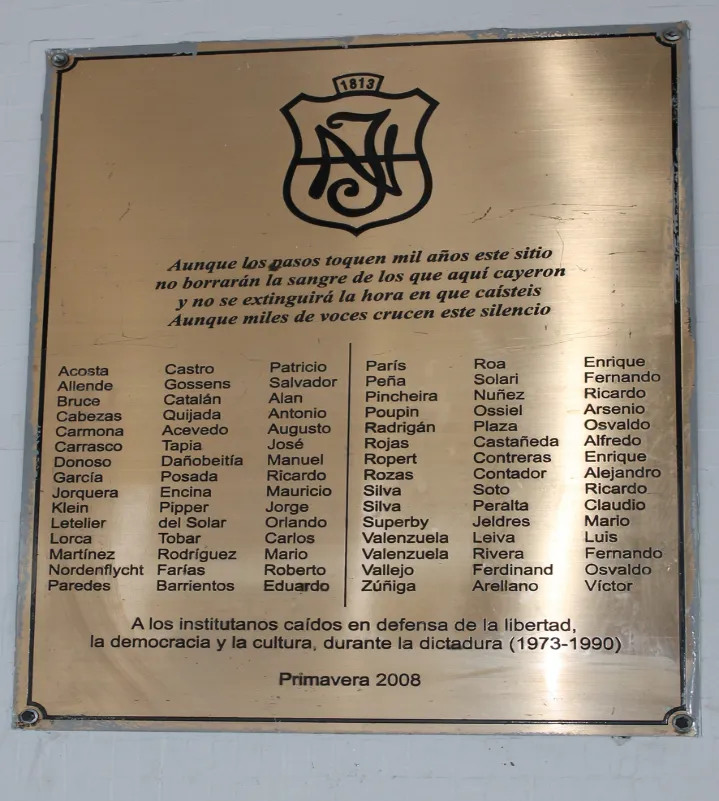 1813
AJN
Aunque los pasos toquen mil años este sitio
no borrarán la sangre de los que aquí cayeron
y no se extinguirá la hora en que caísteis
Aunque miles de voces crucen este silencio
Acosta Castro Patricio
Allende Gossens Salvador
Bruce Catalán Alan
Cabezas Quijada Antonio
Carmona Acevedo Augusto
Carrasco Tapia José
Donoso Dañobeitía Manuel
García Posada Ricardo
Jorquera Encina Mauricio
Klein Pipper Jorge
Letelier del Solar Orlando
Lorca Tobar Carlos
Martínez Rodríguez Mario
Nordenflycht Farías Roberto
Paredes Barrientos Eduardo
París Roa Enrique
Peña Solari Fernando
Pincheira Nuñez Ricardo
Poupin Ossiel Arsenio
Radrigán Plaza Osvaldo
Rojas Castañeda Alfredo
Ropert Contreras Enrique
Rozas Contador Alejandro
Silva Soto Ricardo
Silva Peralta Claudio
Superby Jeldres Mario
Valenzuela Leiva Luis
Valenzuela Rivera Fernando
Vallejo Ferdinand Osvaldo
Zúñiga Arellano Víctor
A los institutanos caídos en defensa de la libertad,
la democracia y la cultura, durante la dictadura (1973-1990)
Primavera 2008